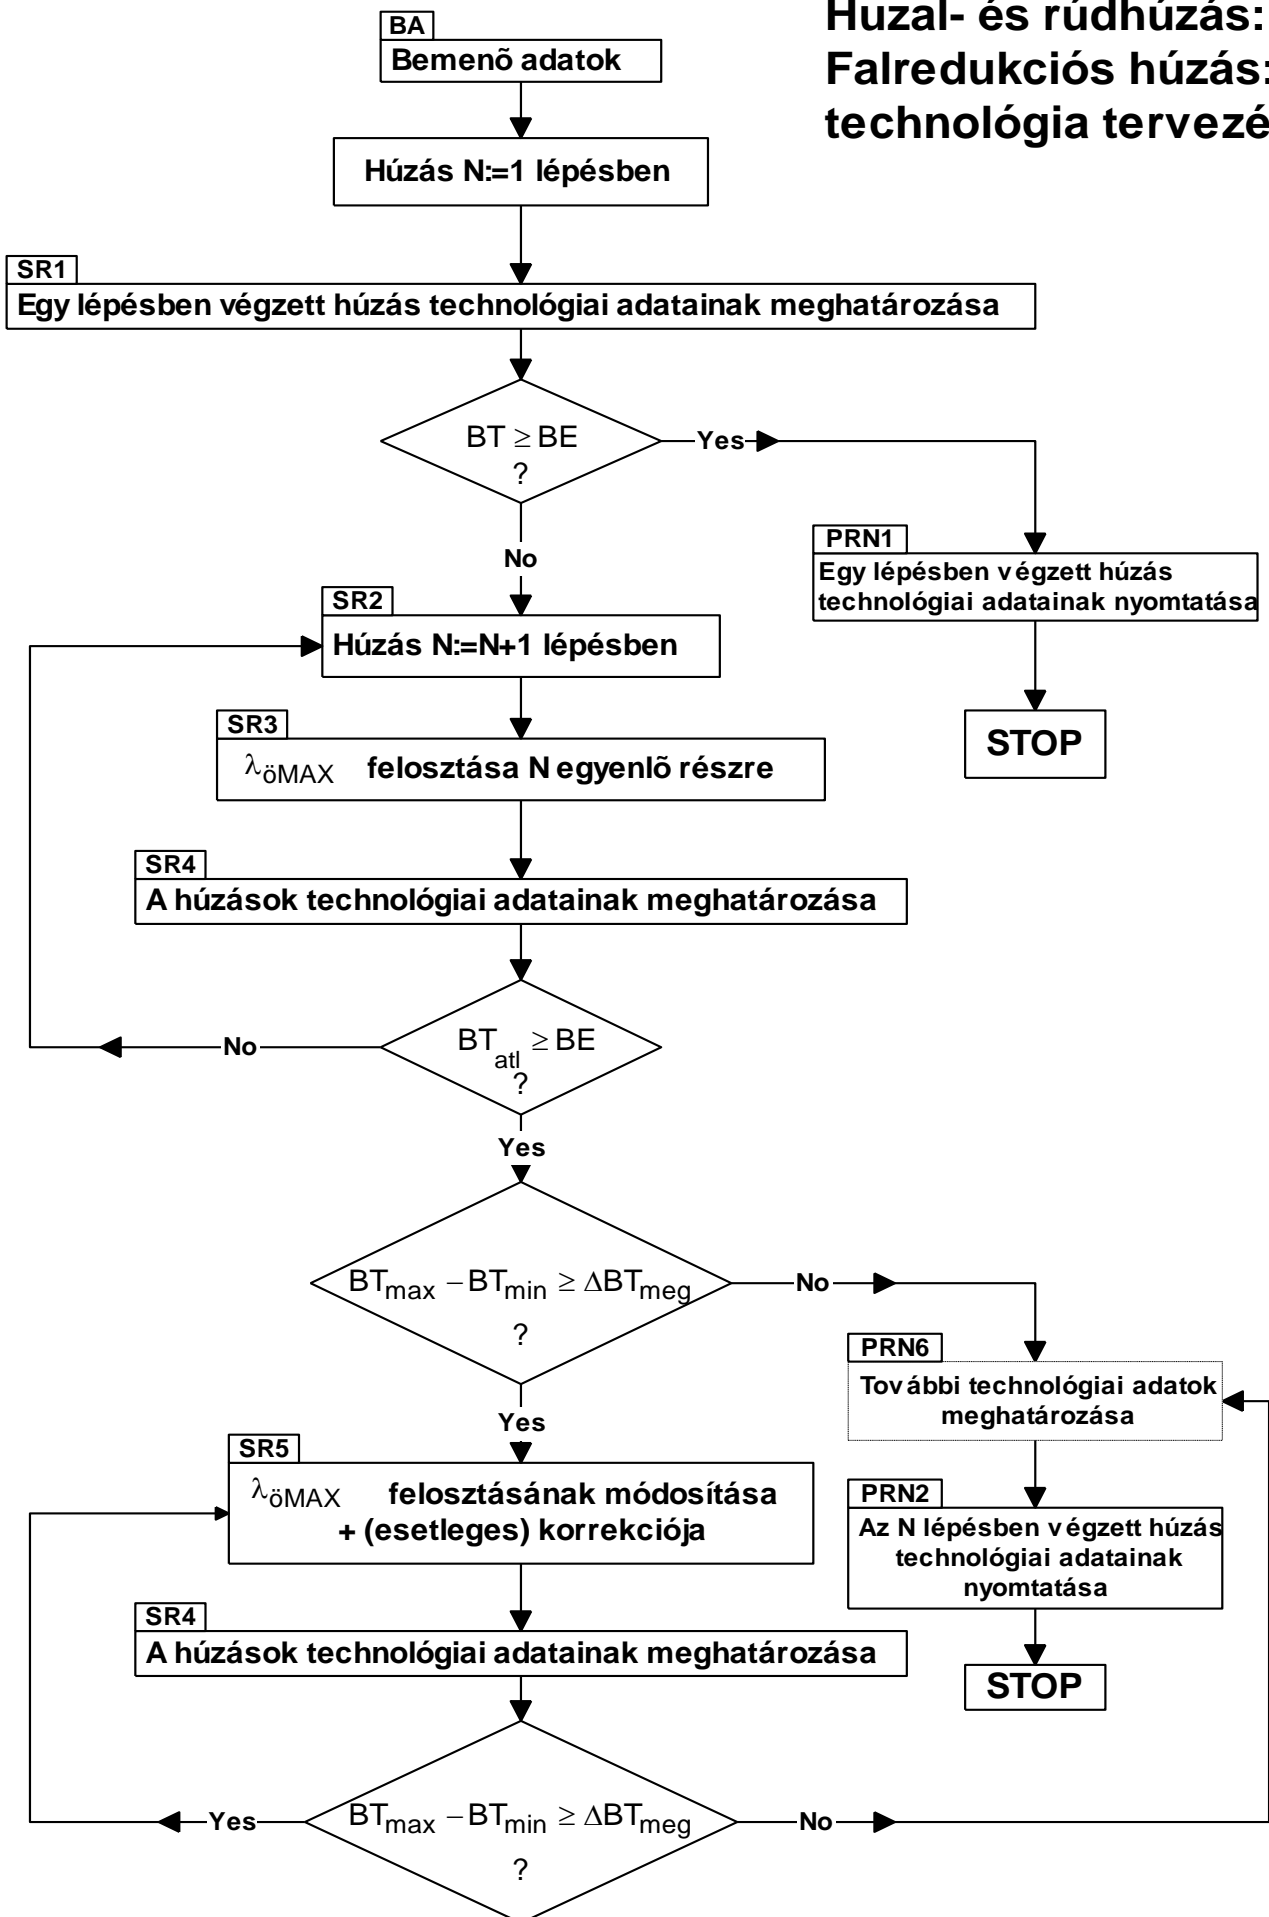 Huzal- és rúdhúzás:
Falredukciós húzás:
technológia tervezé
BA
Bemenõ adatok
Húzás N:=1 lépésben
SR1
Egy lépésben végzett húzás technológiai adatainak meghatározása
BT ≥ BE
?
Yes
No
PRN1
Egy lépésben végzett húzás
technológiai adatainak nyomtatása
STOP
SR2
Húzás N:=N+1 lépésben
SR3
λöMAX felosztása N egyenlõ részre
SR4
A húzások technológiai adatainak meghatározása
BTatl ≥ BE
?
No
Yes
BTmax − BTmin ≥ ΔBTmeg
?
No
Yes
PRN6
További technológiai adatok
meghatározása
PRN2
Az N lépésben végzett húzás
technológiai adatainak
nyomtatása
STOP
SR5
λöMAX felosztásának módosítása
+ (esetleges) korrekciója
SR4
A húzások technológiai adatainak meghatározása
BTmax − BTmin ≥ ΔBTmeg
?
Yes
No